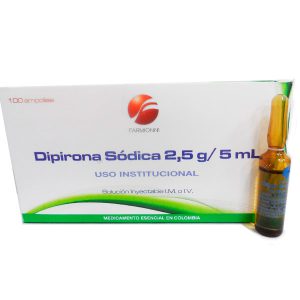 100 ampollas
FARMIONNI
Dipirona Sódica 2,5 g/ 5 mL
USO INSTITUCIONAL
Solución Inyectable I.M. o I.V.
MEDICAMENTO ESENCIAL EN COLOMBIA